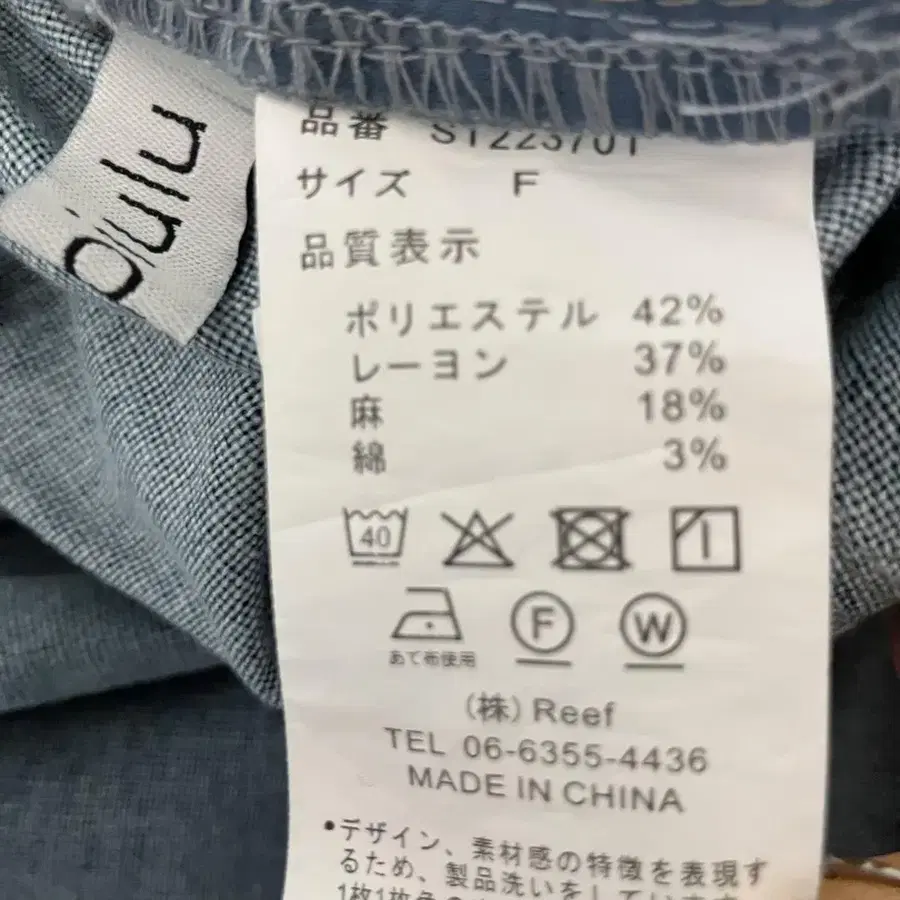 品番 S1223701
サイズ F
品質表示
ポリエステル 42%
レーヨン 37%
麻 18%
綿 3%
40
あて布使用
F
W
(株) Reef
TEL 06-6355-4436
MADE IN CHINA
•デザイン、素材感の特徴を表現す
るため、製品洗いをしています